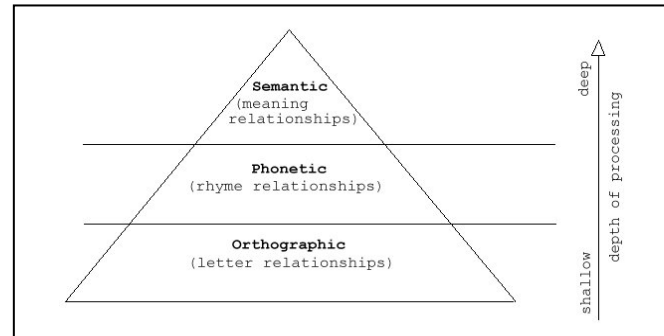 Semantic
(meaning
relationships)
Phonetic
(rhyme relationships)
Orthographic
(letter relationships)
deep
depth of processing
shallow